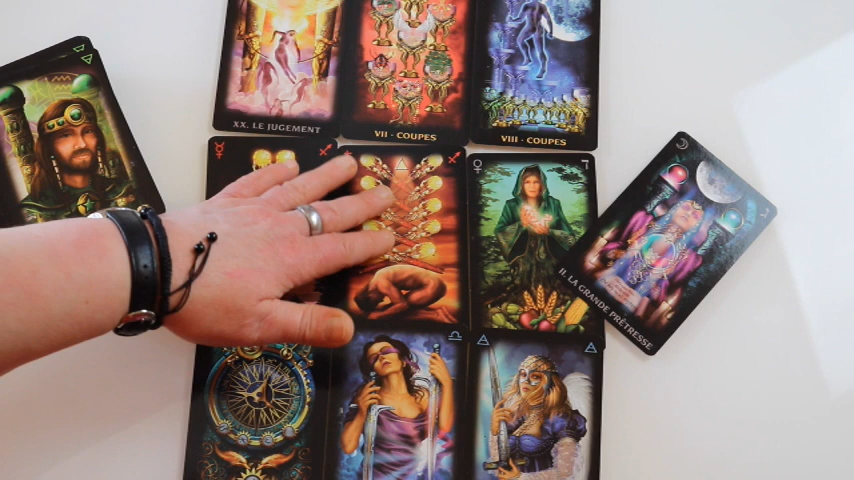 XX. LE JUGEMENT
VII · COUPES
VIII · COUPES
II. LA GRANDE PRÊTRESSE